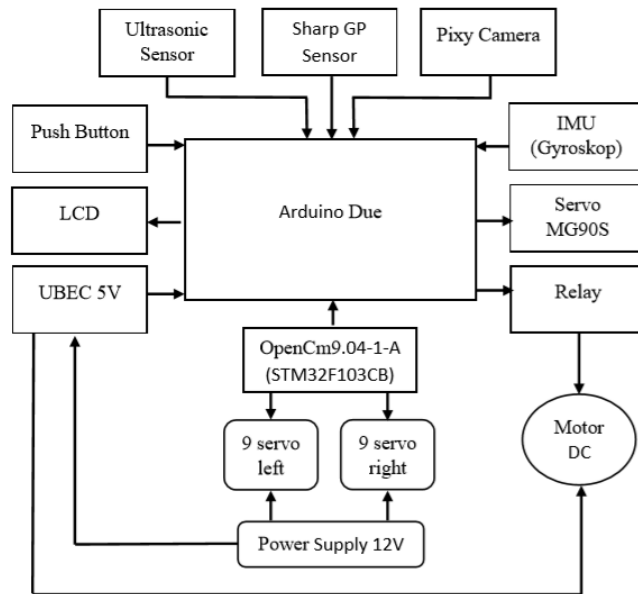 Ultrasonic
Sensor
Sharp GP
Sensor
Pixy Camera
Push Button
IMU
(Gyroskop)
Arduino Due
LCD
Servo
MG90S
UBEC 5V
Relay
OpenCm9.04-1-A
(STM32F103CB)
9 servo
left
9 servo
right
Motor
DC
Power Supply 12V